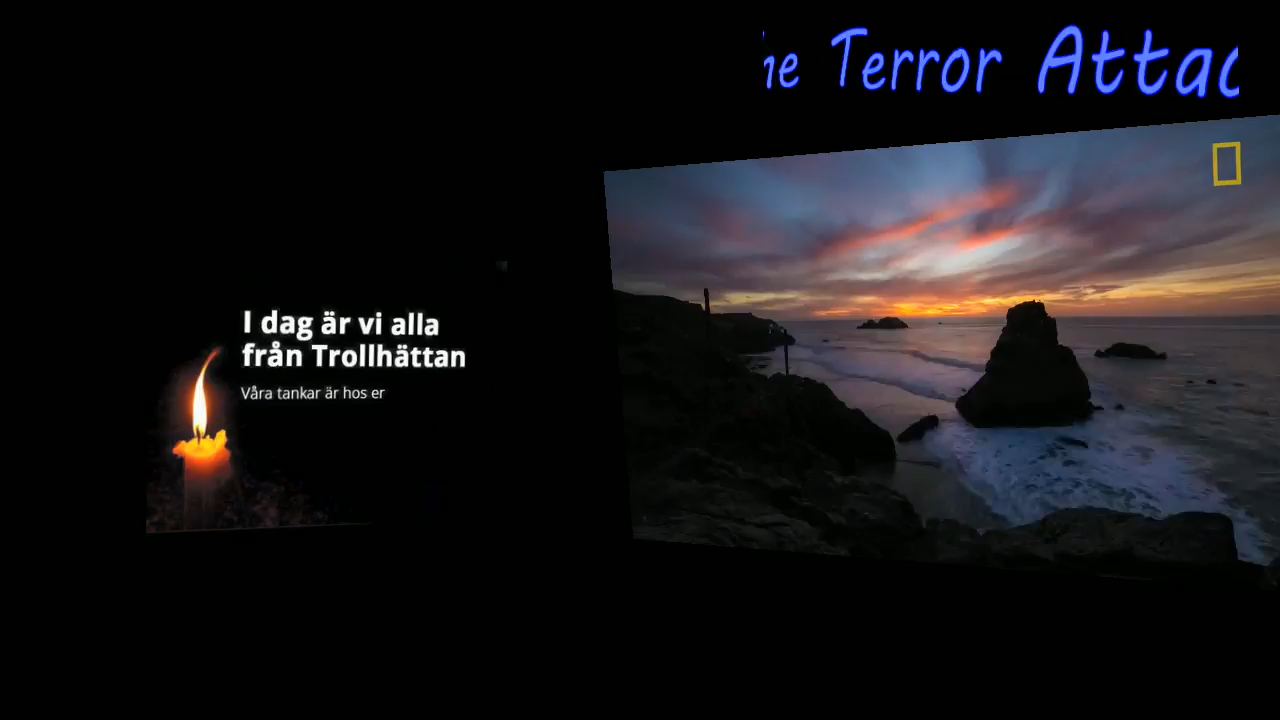 Terror
I dag är vi alla
från Trollhättan
Våra tankar är hos er